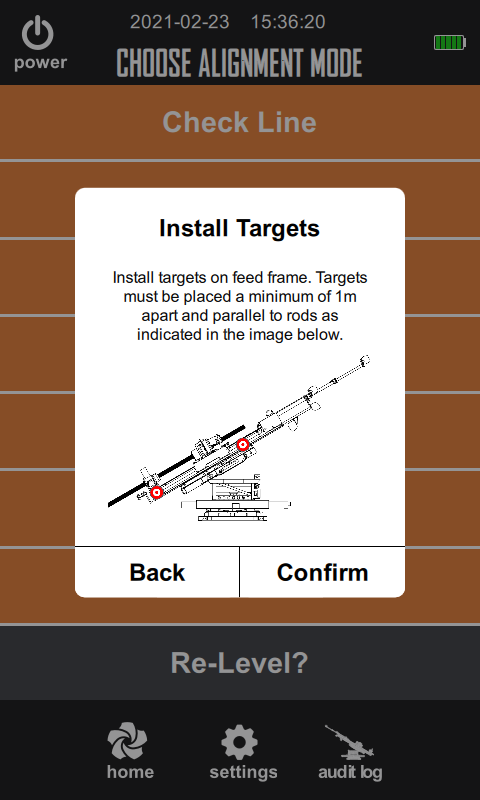 2021-02-23 15:36:20
power
CHOOSE ALIGNMENT MODE
Check Line
Install Targets
Install targets on feed frame. Targets
must be placed a minimum of 1m
apart and parallel to rods as
indicated in the image below.
Back
Confirm
Re-Level?
home
settings
audit log